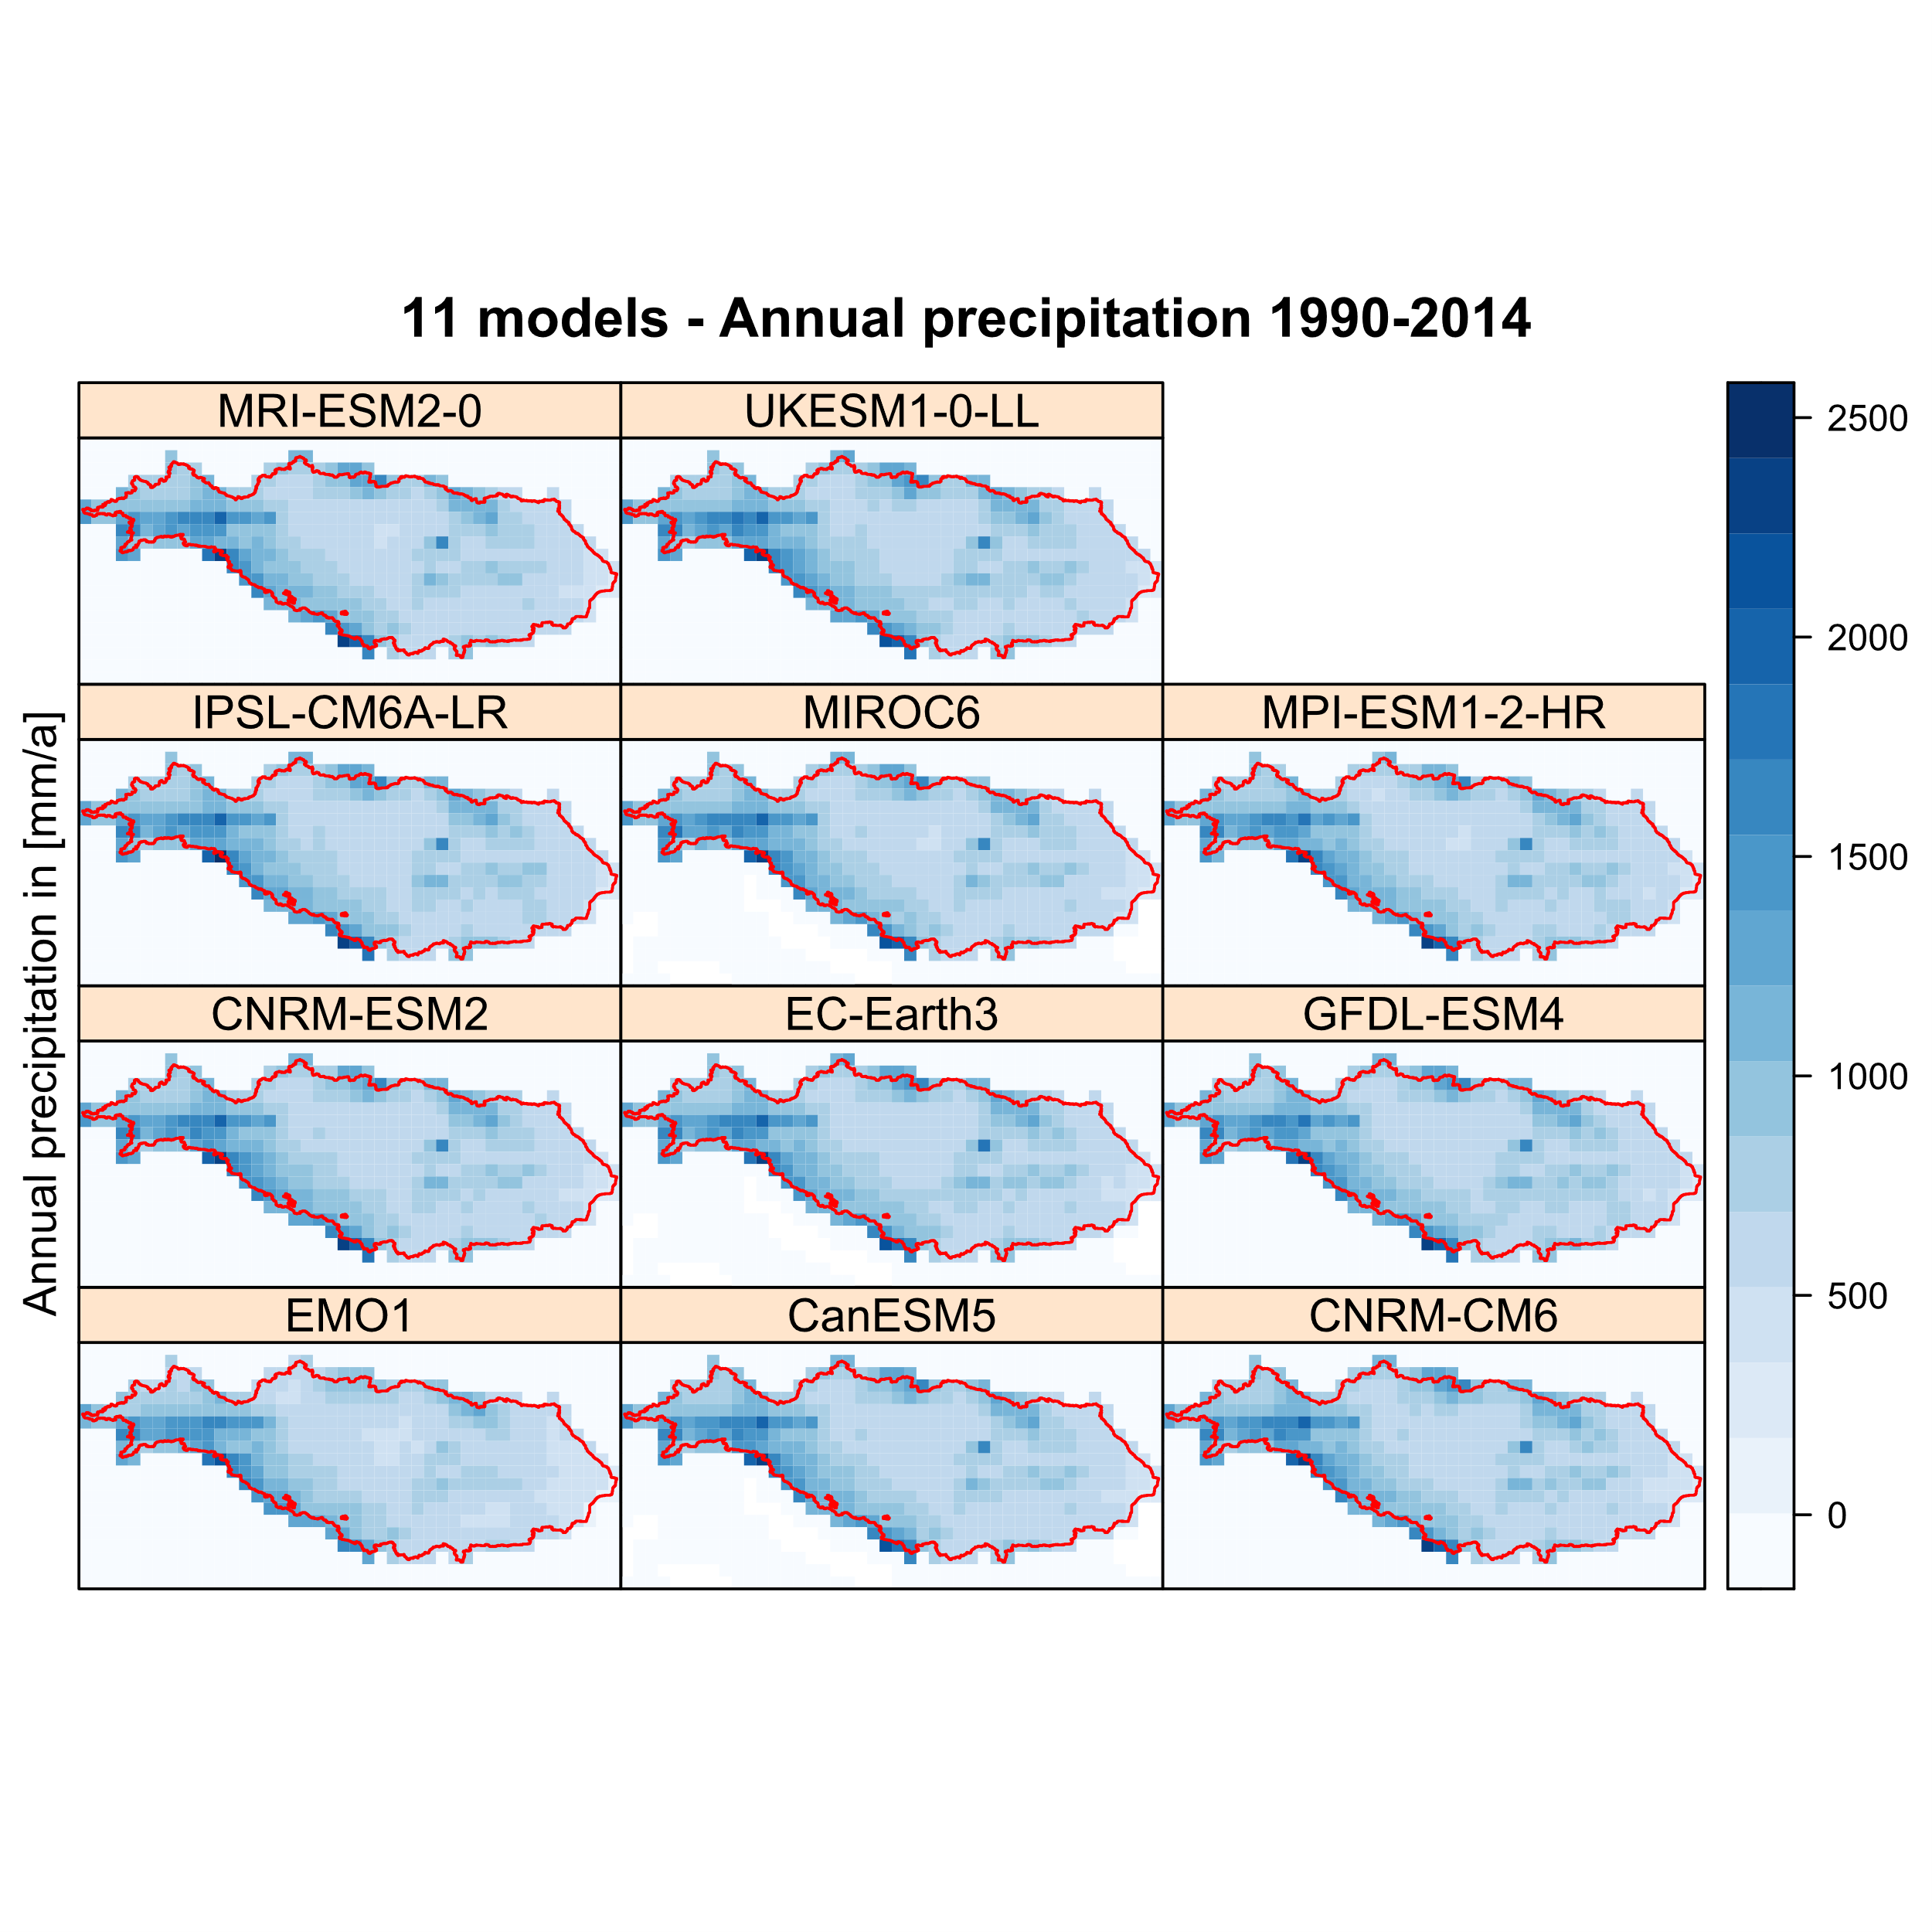 11 models - Annual precipitation 1990-2014
MRI-ESM2-0
UKESM1-0-LL
IPSL-CM6A-LR
MIROC6
MPI-ESM1-2-HR
CNRM-ESM2
EC-Earth3
GFDL-ESM4
EMO1
CanESM5
CNRM-CM6
Annual precipitation in [mm/a]
2500
2000
1500
1000
500
0